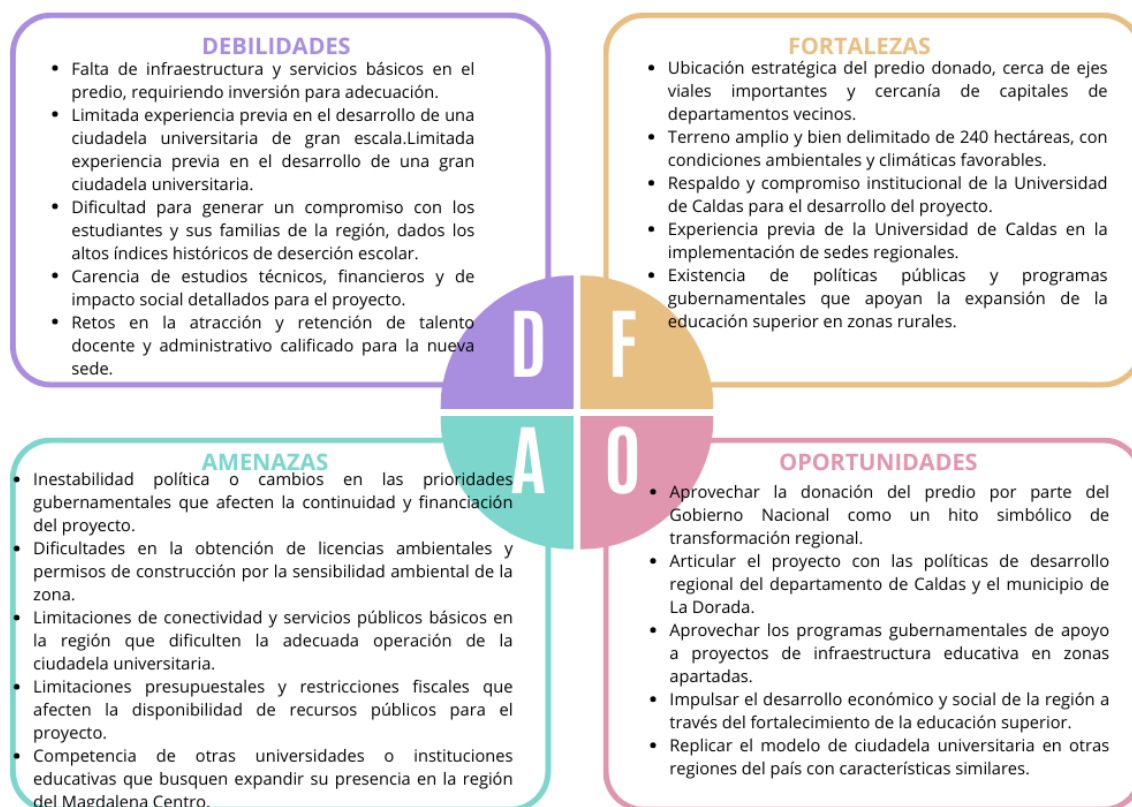 DEBILIDADES
Falta de infraestructura y servicios básicos en el
predio, requiriendo inversión para adecuación.
Limitada experiencia previa en el desarrollo de una
ciudadela universitaria de gran escala.Limitada
experiencia previa en el desarrollo de una gran
ciudadela universitaria.
Dificultad para generar un compromiso con los
estudiantes y sus familias de la región, dados los
altos índices históricos de deserción escolar.
Carencia de estudios técnicos, financieros y de
impacto social detallados para el proyecto.
Retos en la atracción y retención de talento
docente y administrativo calificado para la nueva
sede.
FORTALEZAS
Ubicación estratégica del predio donado, cerca de ejes
viales importantes y cercanía de capitales de
departamentos vecinos.
Terreno amplio y bien delimitado de 240 hectáreas, con
condiciones ambientales y climáticas favorables.
Respaldo y compromiso institucional de la Universidad
de Caldas para el desarrollo del proyecto.
Experiencia previa de la Universidad de Caldas en la
implementación de sedes regionales.
Existencia de políticas públicas y programas
gubernamentales que apoyan la expansión de la
educación superior en zonas rurales.
D
F
A
O
AMENAZAS
Inestabilidad política o cambios en las prioridades
gubernamentales que afecten la continuidad y financiación
del proyecto.
Dificultades en la obtención de licencias ambientales y
permisos de construcción por la sensibilidad ambiental de la
zona.
Limitaciones de conectividad y servicios públicos básicos en
la región que dificulten la adecuada operación de la
ciudadela universitaria.
Limitaciones presupuestales y restricciones fiscales que
afecten la disponibilidad de recursos públicos para el
proyecto.
Competencia de otras universidades o instituciones
educativas que busquen expandir su presencia en la región
del Magdalena Centro.
OPORTUNIDADES
Aprovechar la donación del predio por parte del
Gobierno Nacional como un hito simbólico de
transformación regional.
Articular el proyecto con las políticas de desarrollo
regional del departamento de Caldas y el municipio de
La Dorada.
Aprovechar los programas gubernamentales de apoyo
a proyectos de infraestructura educativa en zonas
apartadas.
Impulsar el desarrollo económico y social de la región a
través del fortalecimiento de la educación superior.
Replicar el modelo de ciudadela universitaria en otras
regiones del país con características similares.